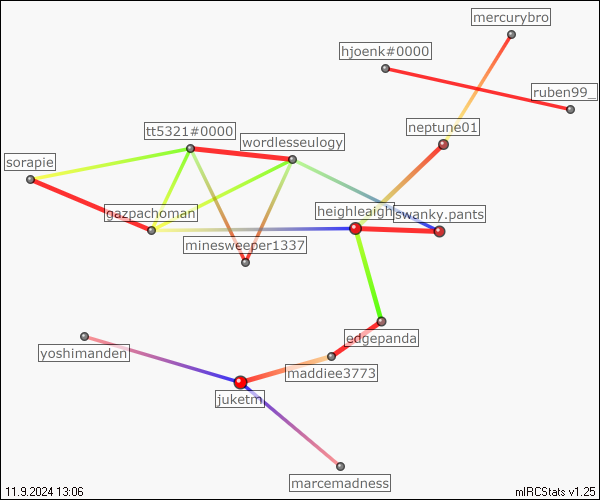 mercurybro
hjoenk#0000
ruben99_
neptune01
tt5321#0000
wordlesseulogy
sorapie
gazpachoman
heighleaigh
swanky.pants
minesweeper1337
edgepanda
yoshimanden
maddiee3773
juketm
marcemadness
11.9.2024 13:06
mIRCStats v1.25